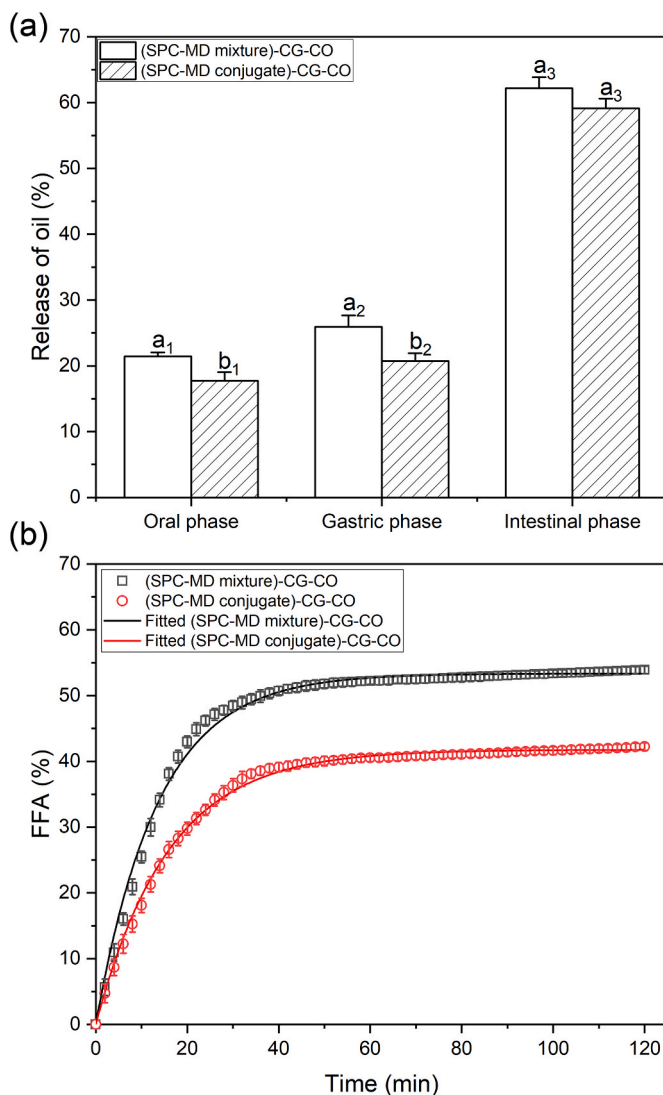 (a)
70
60
50
40
30
20
10
0
Release of oil (%)
(SPC-MD mixture)-CG-CO
(SPC-MD conjugate)-CG-CO
a₁
b₁
a₂
b₂
a₃
a₃
Oral phase
Gastric phase
Intestinal phase
(b)
70
60
50
40
30
20
10
0
FFA (%)
(SPC-MD mixture)-CG-CO
(SPC-MD conjugate)-CG-CO
Fitted (SPC-MD mixture)-CG-CO
Fitted (SPC-MD conjugate)-CG-CO
0 20 40 60 80 100 120
Time (min)